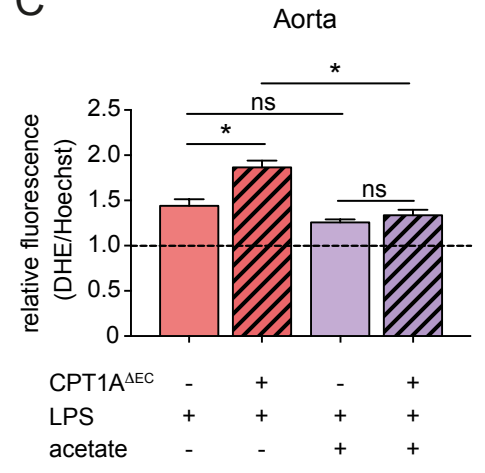 C
Aorta
*
ns
*
ns
relative fluorescence
(DHE/Hoechst)
2.5
2.0
1.5
1.0
0.5
0
CPT1AΔEC - + - +
LPS + + + +
acetate - - + +